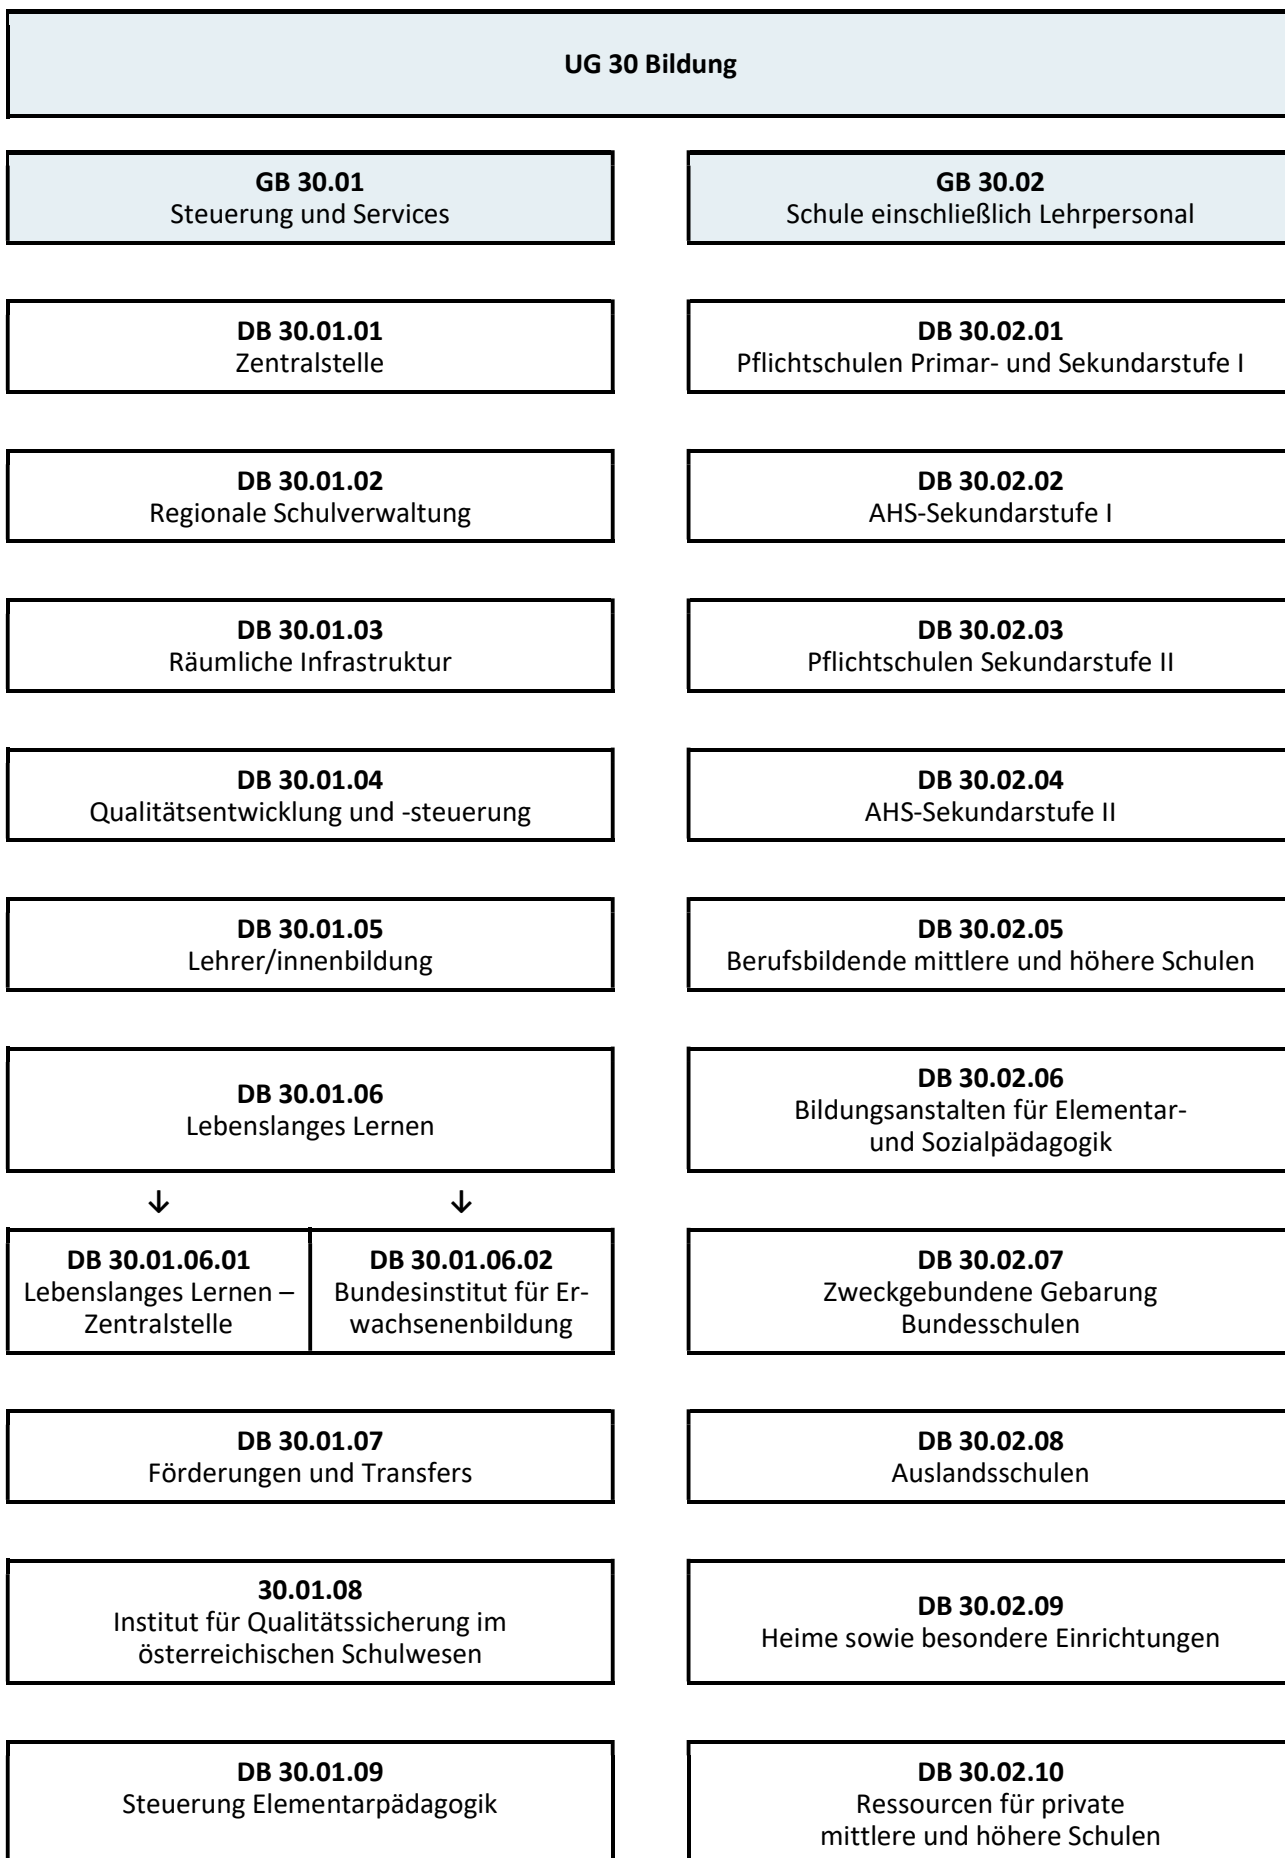 UG 30 Bildung
GB 30.01
Steuerung und Services
GB 30.02
Schule einschließlich Lehrpersonal
DB 30.01.01
Zentralstelle
DB 30.02.01
Pflichtschulen Primar- und Sekundarstufe I
DB 30.01.02
Regionale Schulverwaltung
DB 30.02.02
AHS-Sekundarstufe I
DB 30.01.03
Räumliche Infrastruktur
DB 30.02.03
Pflichtschulen Sekundarstufe II
DB 30.01.04
Qualitätsentwicklung und -steuerung
DB 30.02.04
AHS-Sekundarstufe II
DB 30.01.05
Lehrer/innenbildung
DB 30.02.05
Berufsbildende mittlere und höhere Schulen
DB 30.01.06
Lebenslanges Lernen
DB 30.02.06
Bildungsanstalten für Elementar-
und Sozialpädagogik
↓ ↓
DB 30.01.06.01
Lebenslanges Lernen –
Zentralstelle
DB 30.01.06.02
Bundesinstitut für Er-
wachsenenbildung
DB 30.02.07
Zweckgebundene Gebarung
Bundesschulen
DB 30.01.07
Förderungen und Transfers
DB 30.02.08
Auslandsschulen
30.01.08
Institut für Qualitätssicherung im
österreichischen Schulwesen
DB 30.02.09
Heime sowie besondere Einrichtungen
DB 30.01.09
Steuerung Elementarpädagogik
DB 30.02.10
Ressourcen für private
mittlere und höhere Schulen